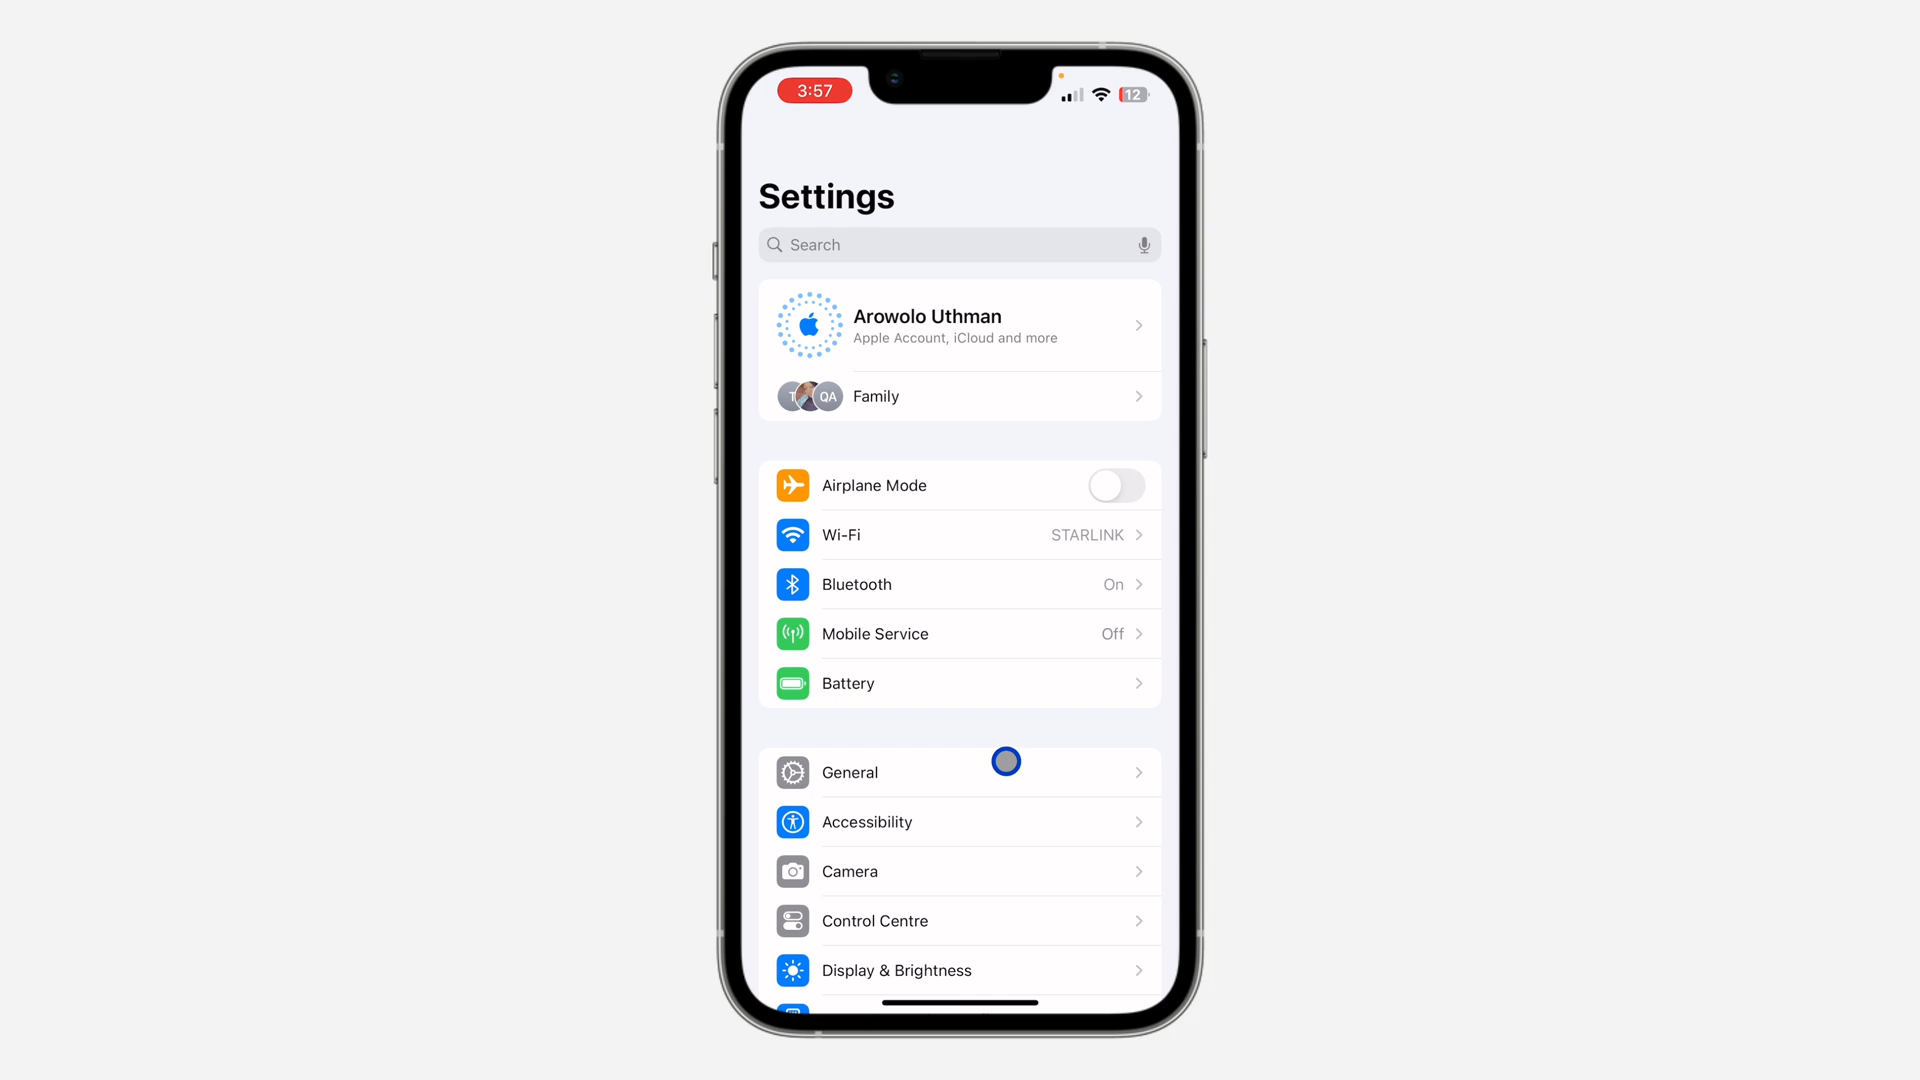 3:57
12
Settings
Search
Arowolo Uthman
Apple Account, iCloud and more
T QA Family
Airplane Mode
Wi-Fi STARLINK
Bluetooth On
Mobile Service Off
Battery
General
Accessibility
Camera
Control Centre
Display & Brightness